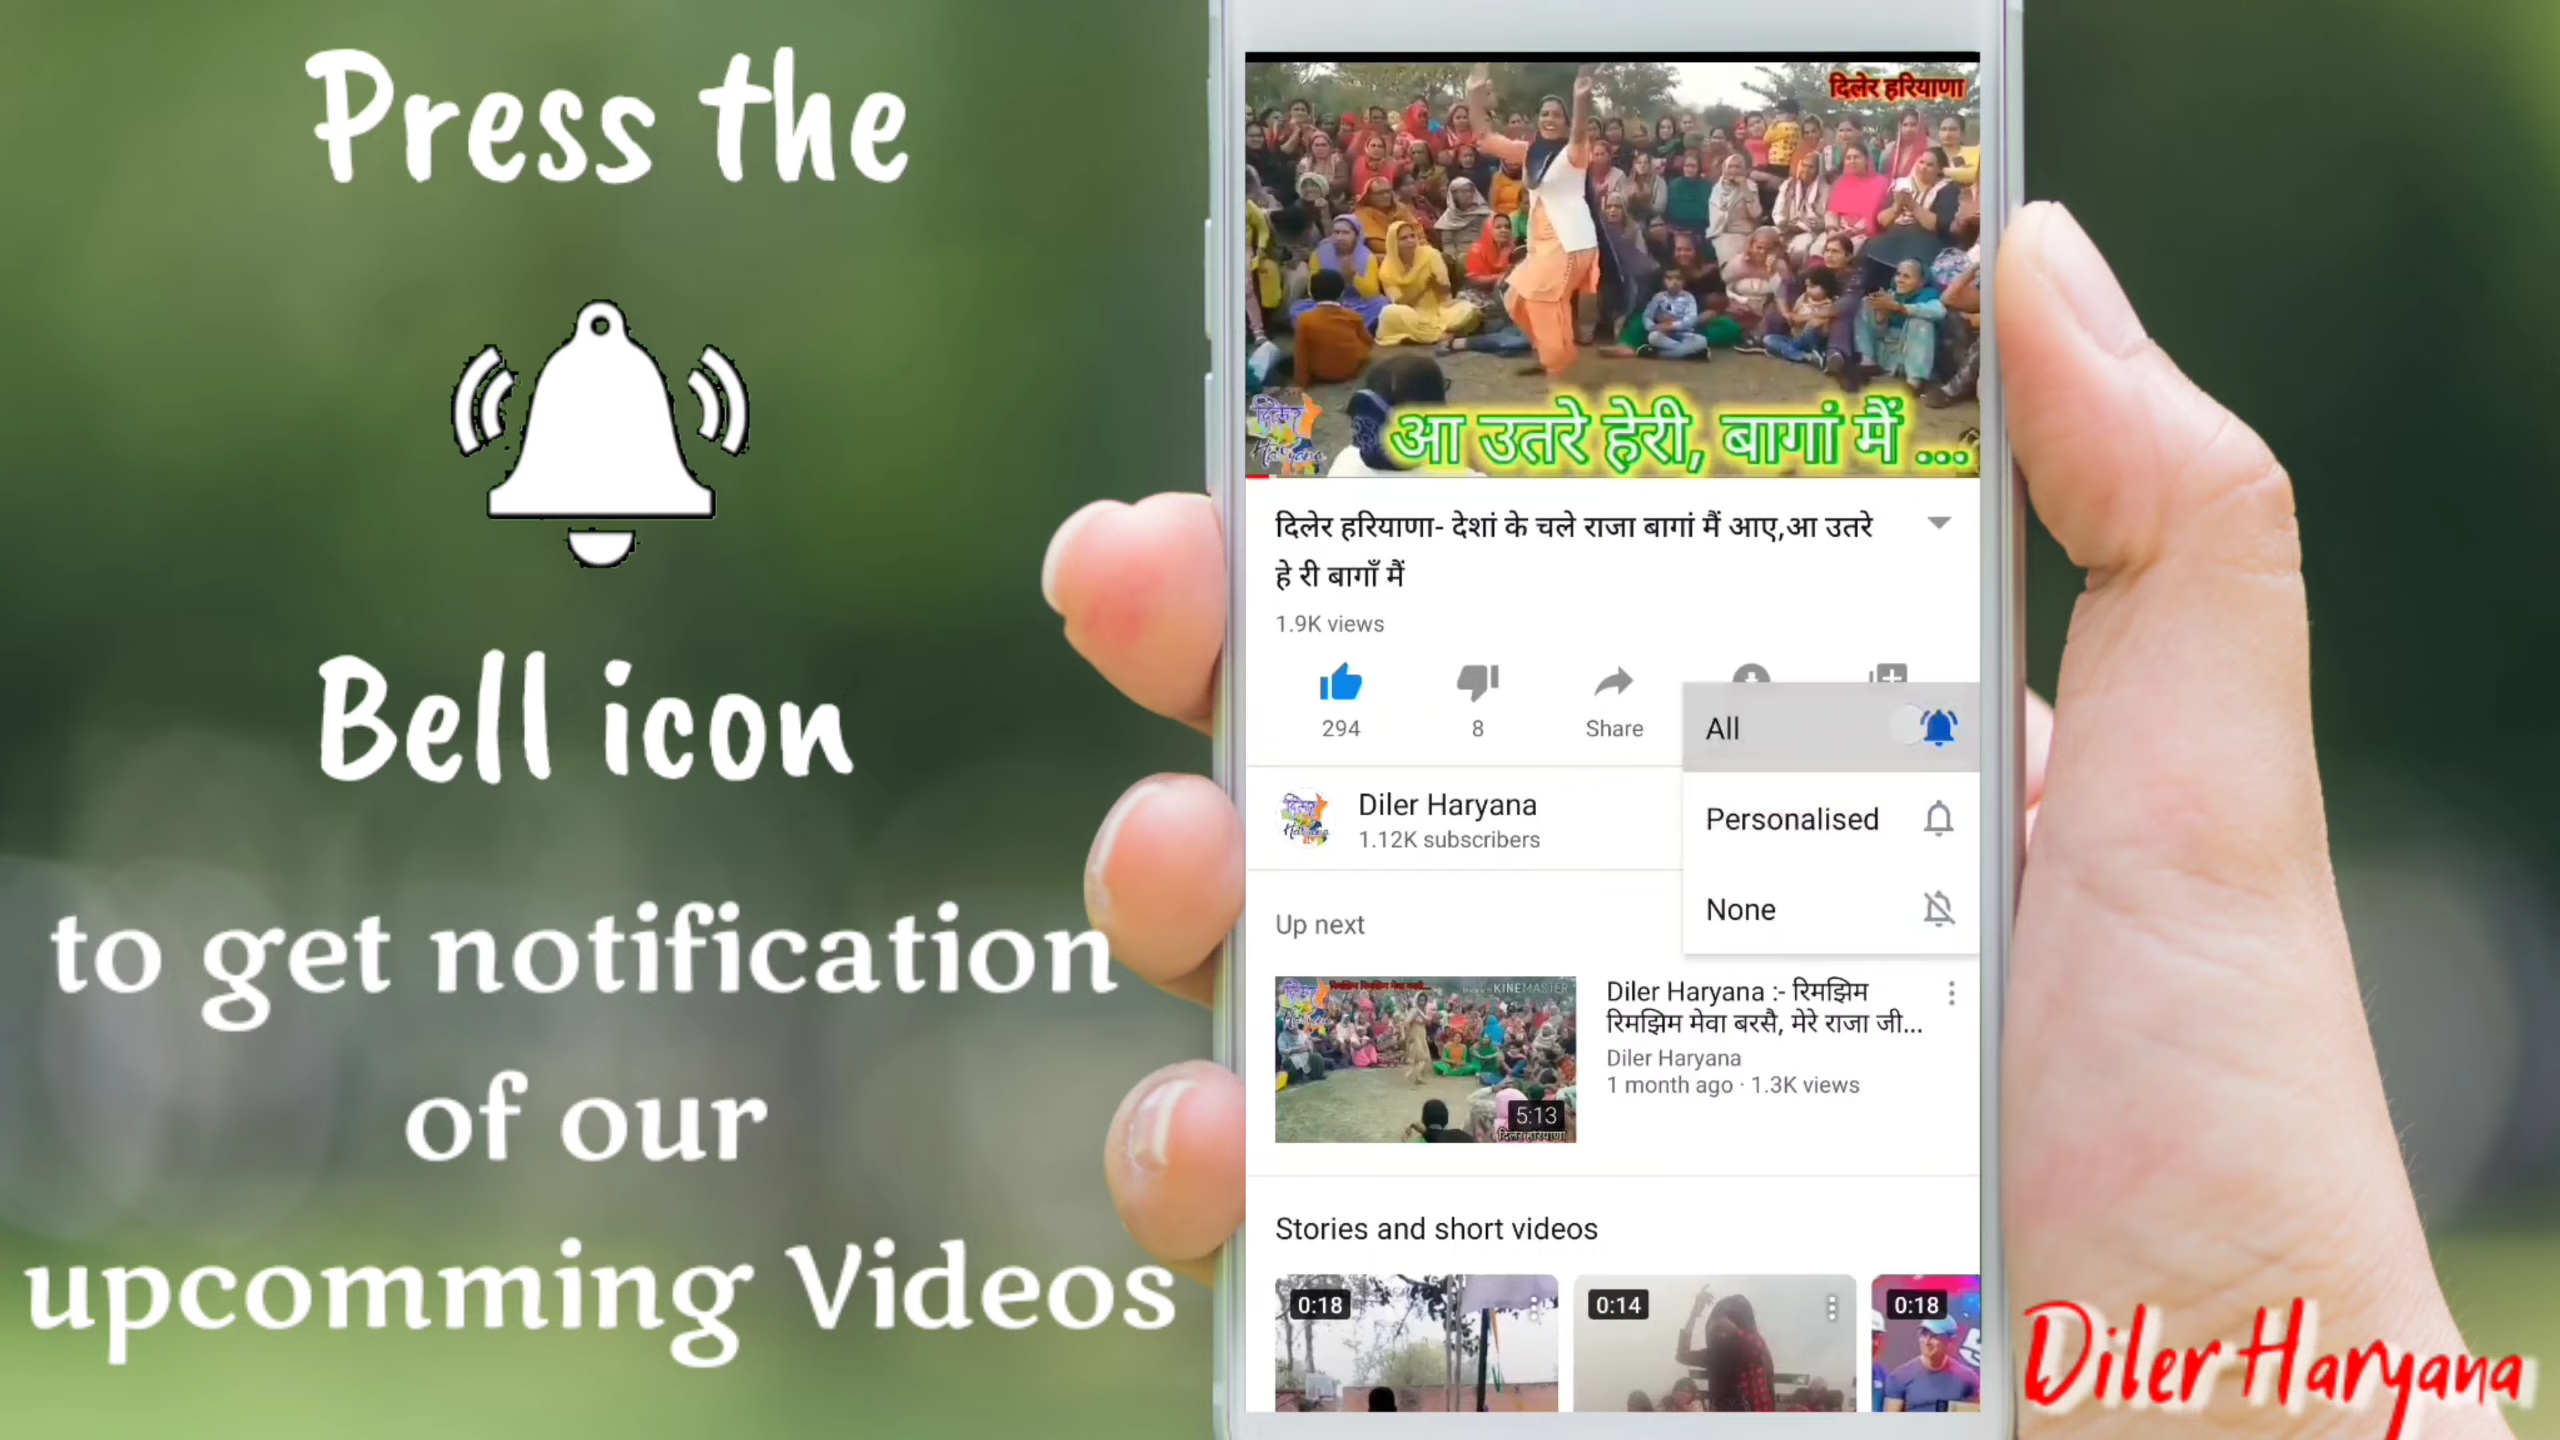 Press the
Bell icon
to get notification
of our
upcomming Videos
दिलेर हरियाणा
आ उतरे हेरी, बागां मैं ...
दिलेर हरियाणा- देशां के चले राजा बागां मैं आए,आ उतरे
हे री बागाँ मैं
1.9K views
294
8
Share
All
Personalised
None
Diler Haryana
1.12K subscribers
Up next
KINEMASTER
5:13
दिलेर हरियाणा
Diler Haryana :- रिमझिम
रिमझिम मेवा बरसै, मेरे राजा जी...
Diler Haryana
1 month ago · 1.3K views
Stories and short videos
0:18
0:14
0:18
Diler Haryana